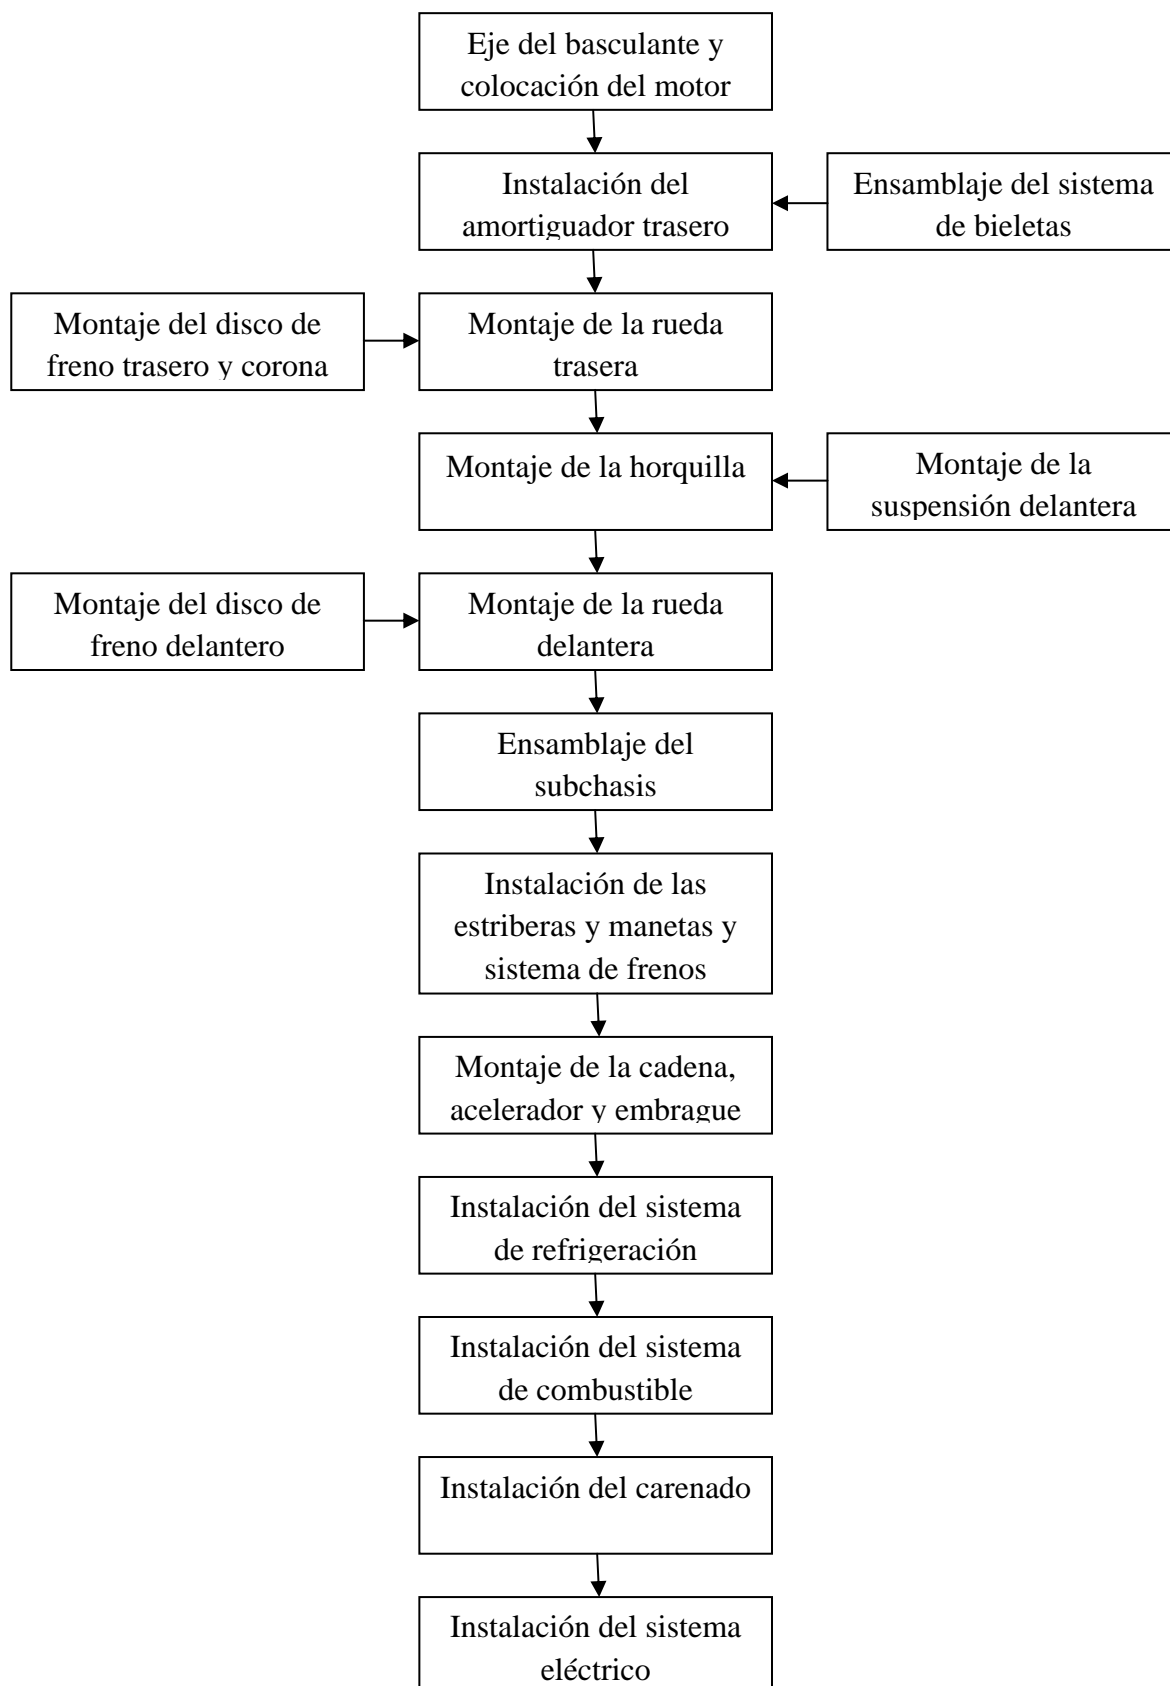 Eje del basculante y
colocación del motor
Instalación del
amortiguador trasero
Ensamblaje del sistema
de bieletas
Montaje del disco de
freno trasero y corona
Montaje de la rueda
trasera
Montaje de la horquilla
Montaje de la
suspensión delantera
Montaje del disco de
freno delantero
Montaje de la rueda
delantera
Ensamblaje del
subchasis
Instalación de las
estriberas y manetas y
sistema de frenos
Montaje de la cadena,
acelerador y embrague
Instalación del sistema
de refrigeración
Instalación del sistema
de combustible
Instalación del carenado
Instalación del sistema
eléctrico